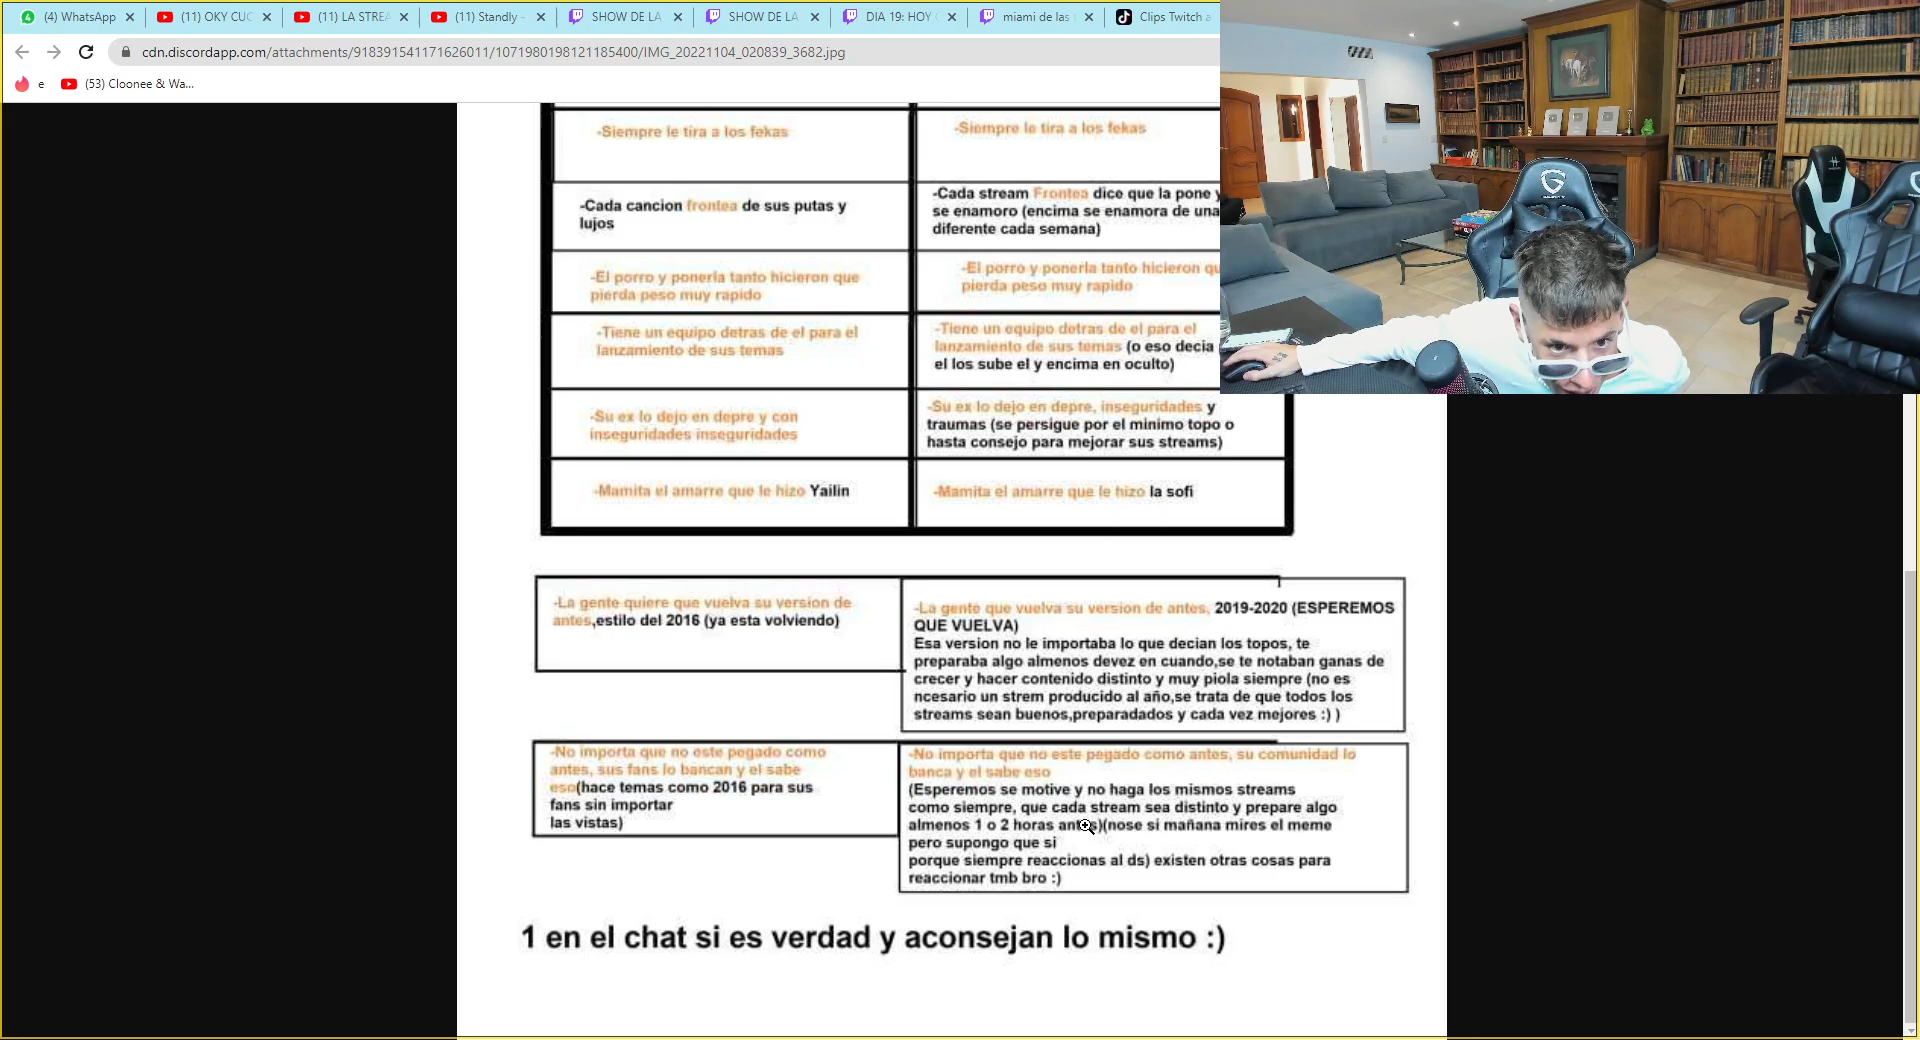 (4) WhatsApp
(11) OKY CUC
(11) LA STREA
(11) Standly -
SHOW DE LA
SHOW DE LA
DIA 19: HOY
miami de las
Clips Twitch a
cdn.discordapp.com/attachments/918391541171626011/1071980198121185400/IMG_20221104_020839_3682.jpg
e
(53) Cloonee & Wa...
-Siempre le tira a los fekas
-Siempre le tira a los fekas
-Cada cancion frontea de sus putas y
lujos
-Cada stream Frontea dice que la pone y
se enamoro (encima se enamora de una
diferente cada semana)
-El porro y ponerla tanto hicieron que
pierda peso muy rapido
-El porro y ponerla tanto hicieron qu
pierda peso muy rapido
-Tiene un equipo detras de el para el
lanzamiento de sus temas
-Tiene un equipo detras de el para el
lanzamiento de sus temas (o eso decia
el los sube el y encima en oculto)
-Su ex lo dejo en depre y con
inseguridades inseguridades
-Su ex lo dejo en depre, inseguridades y
traumas (se persigue por el minimo topo o
hasta consejo para mejorar sus streams)
-Mamita el amarre que le hizo Yailin
-Mamita el amarre que le hizo la sofi
-La gente quiere que vuelva su version de
antes,estilo del 2016 (ya esta volviendo)
-La gente que vuelva su version de antes, 2019-2020 (ESPEREMOS
QUE VUELVA)
Esa version no le importaba lo que decian los topos, te
preparaba algo almenos devez en cuando,se te notaban ganas de
crecer y hacer contenido distinto y muy piola siempre (no es
ncesario un strem producido al año,se trata de que todos los
streams sean buenos,preparadados y cada vez mejores :) )
-No importa que no este pegado como
antes, sus fans lo bancan y el sabe
eso(hace temas como 2016 para sus
fans sin importar
las vistas)
-No importa que no este pegado como antes, su comunidad lo
banca y el sabe eso
(Esperemos se motive y no haga los mismos streams
como siempre, que cada stream sea distinto y prepare algo
almenos 1 o 2 horas antes)(nose si mañana mires el meme
pero supongo que si
porque siempre reaccionas al ds) existen otras cosas para
reaccionar tmb bro :)
1 en el chat si es verdad y aconsejan lo mismo :)